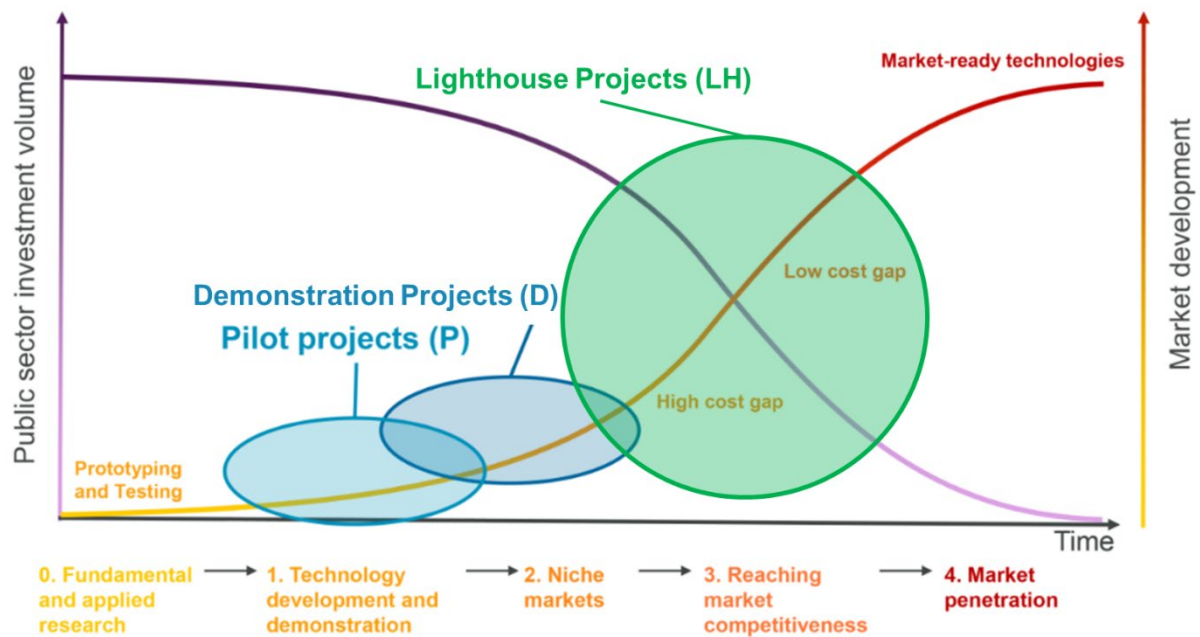 Public sector investment volume
Market development
Lighthouse Projects (LH)
Market-ready technologies
Low cost gap
Demonstration Projects (D)
Pilot projects (P)
High cost gap
Prototyping
and Testing
Time
0. Fundamental
and applied
research
1. Technology
development and
demonstration
2. Niche
markets
3. Reaching
market
competitiveness
4. Market
penetration